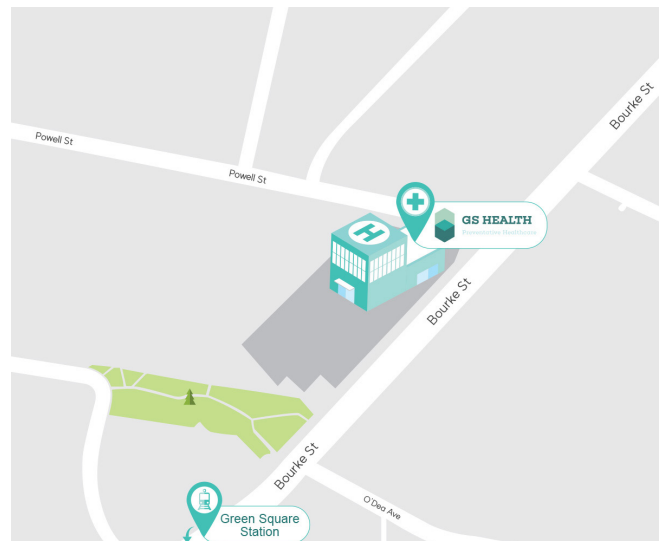 Bourke St
Powell St
Powell St
GS HEALTH
Preventative Healthcare
H
Bourke St
Bourke St
O'Dea Ave
Green Square
Station